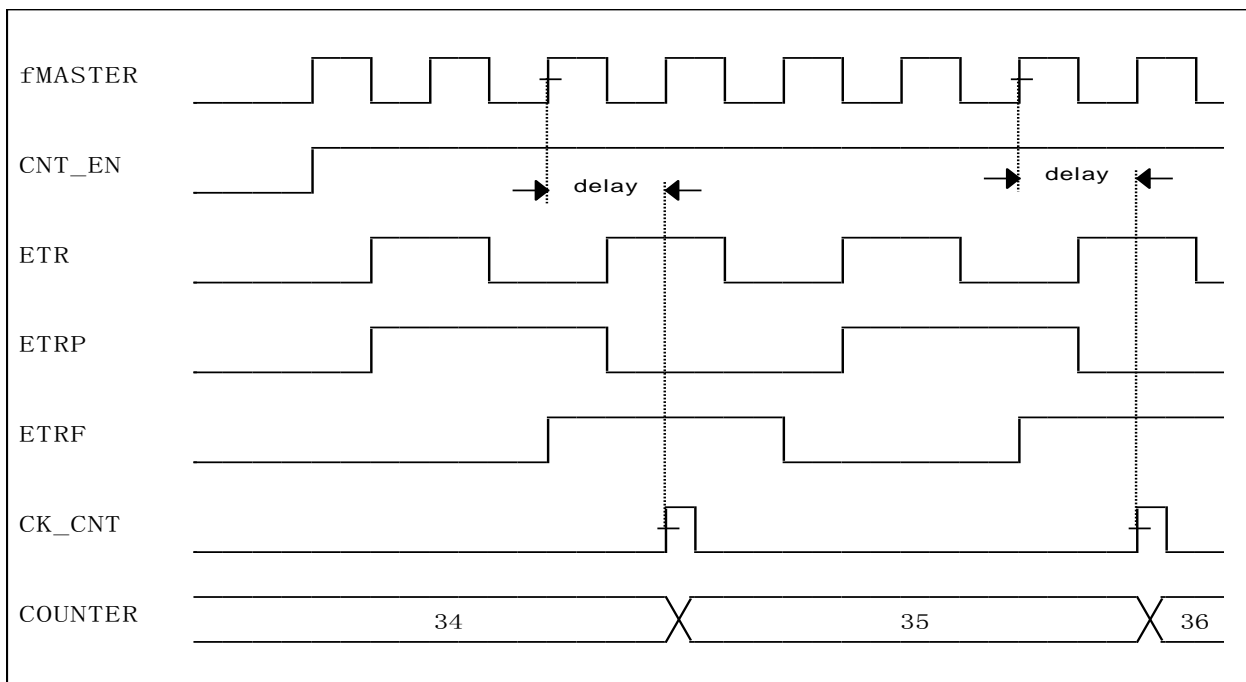 fMASTER
CNT_EN
delay
delay
ETR
ETRP
ETRF
CK_CNT
COUNTER
34
35
36